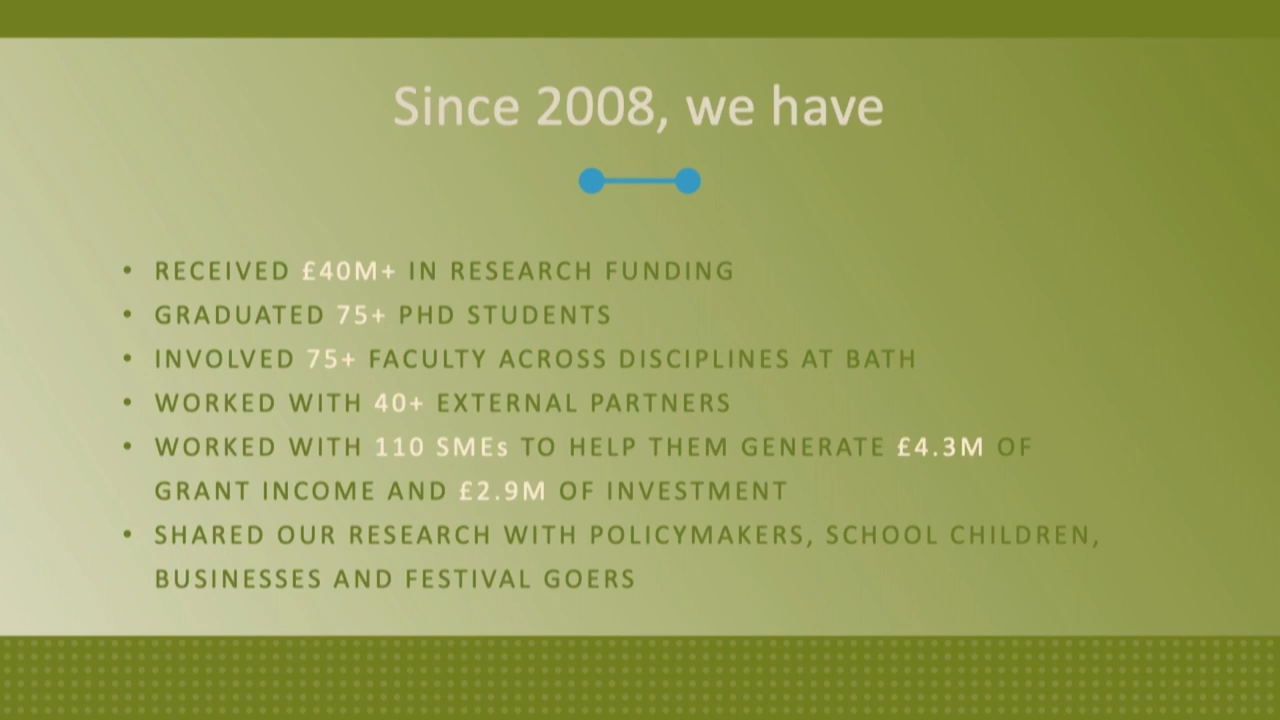 Since 2008, we have
• RECEIVED £40M+ IN RESEARCH FUNDING
• GRADUATED 75+ PHD STUDENTS
• INVOLVED 75+ FACULTY ACROSS DISCIPLINES AT BATH
• WORKED WITH 40+ EXTERNAL PARTNERS
• WORKED WITH 110 SMEs TO HELP THEM GENERATE £4.3M OF
GRANT INCOME AND £2.9M OF INVESTMENT
• SHARED OUR RESEARCH WITH POLICYMAKERS, SCHOOL CHILDREN,
BUSINESSES AND FESTIVAL GOERS